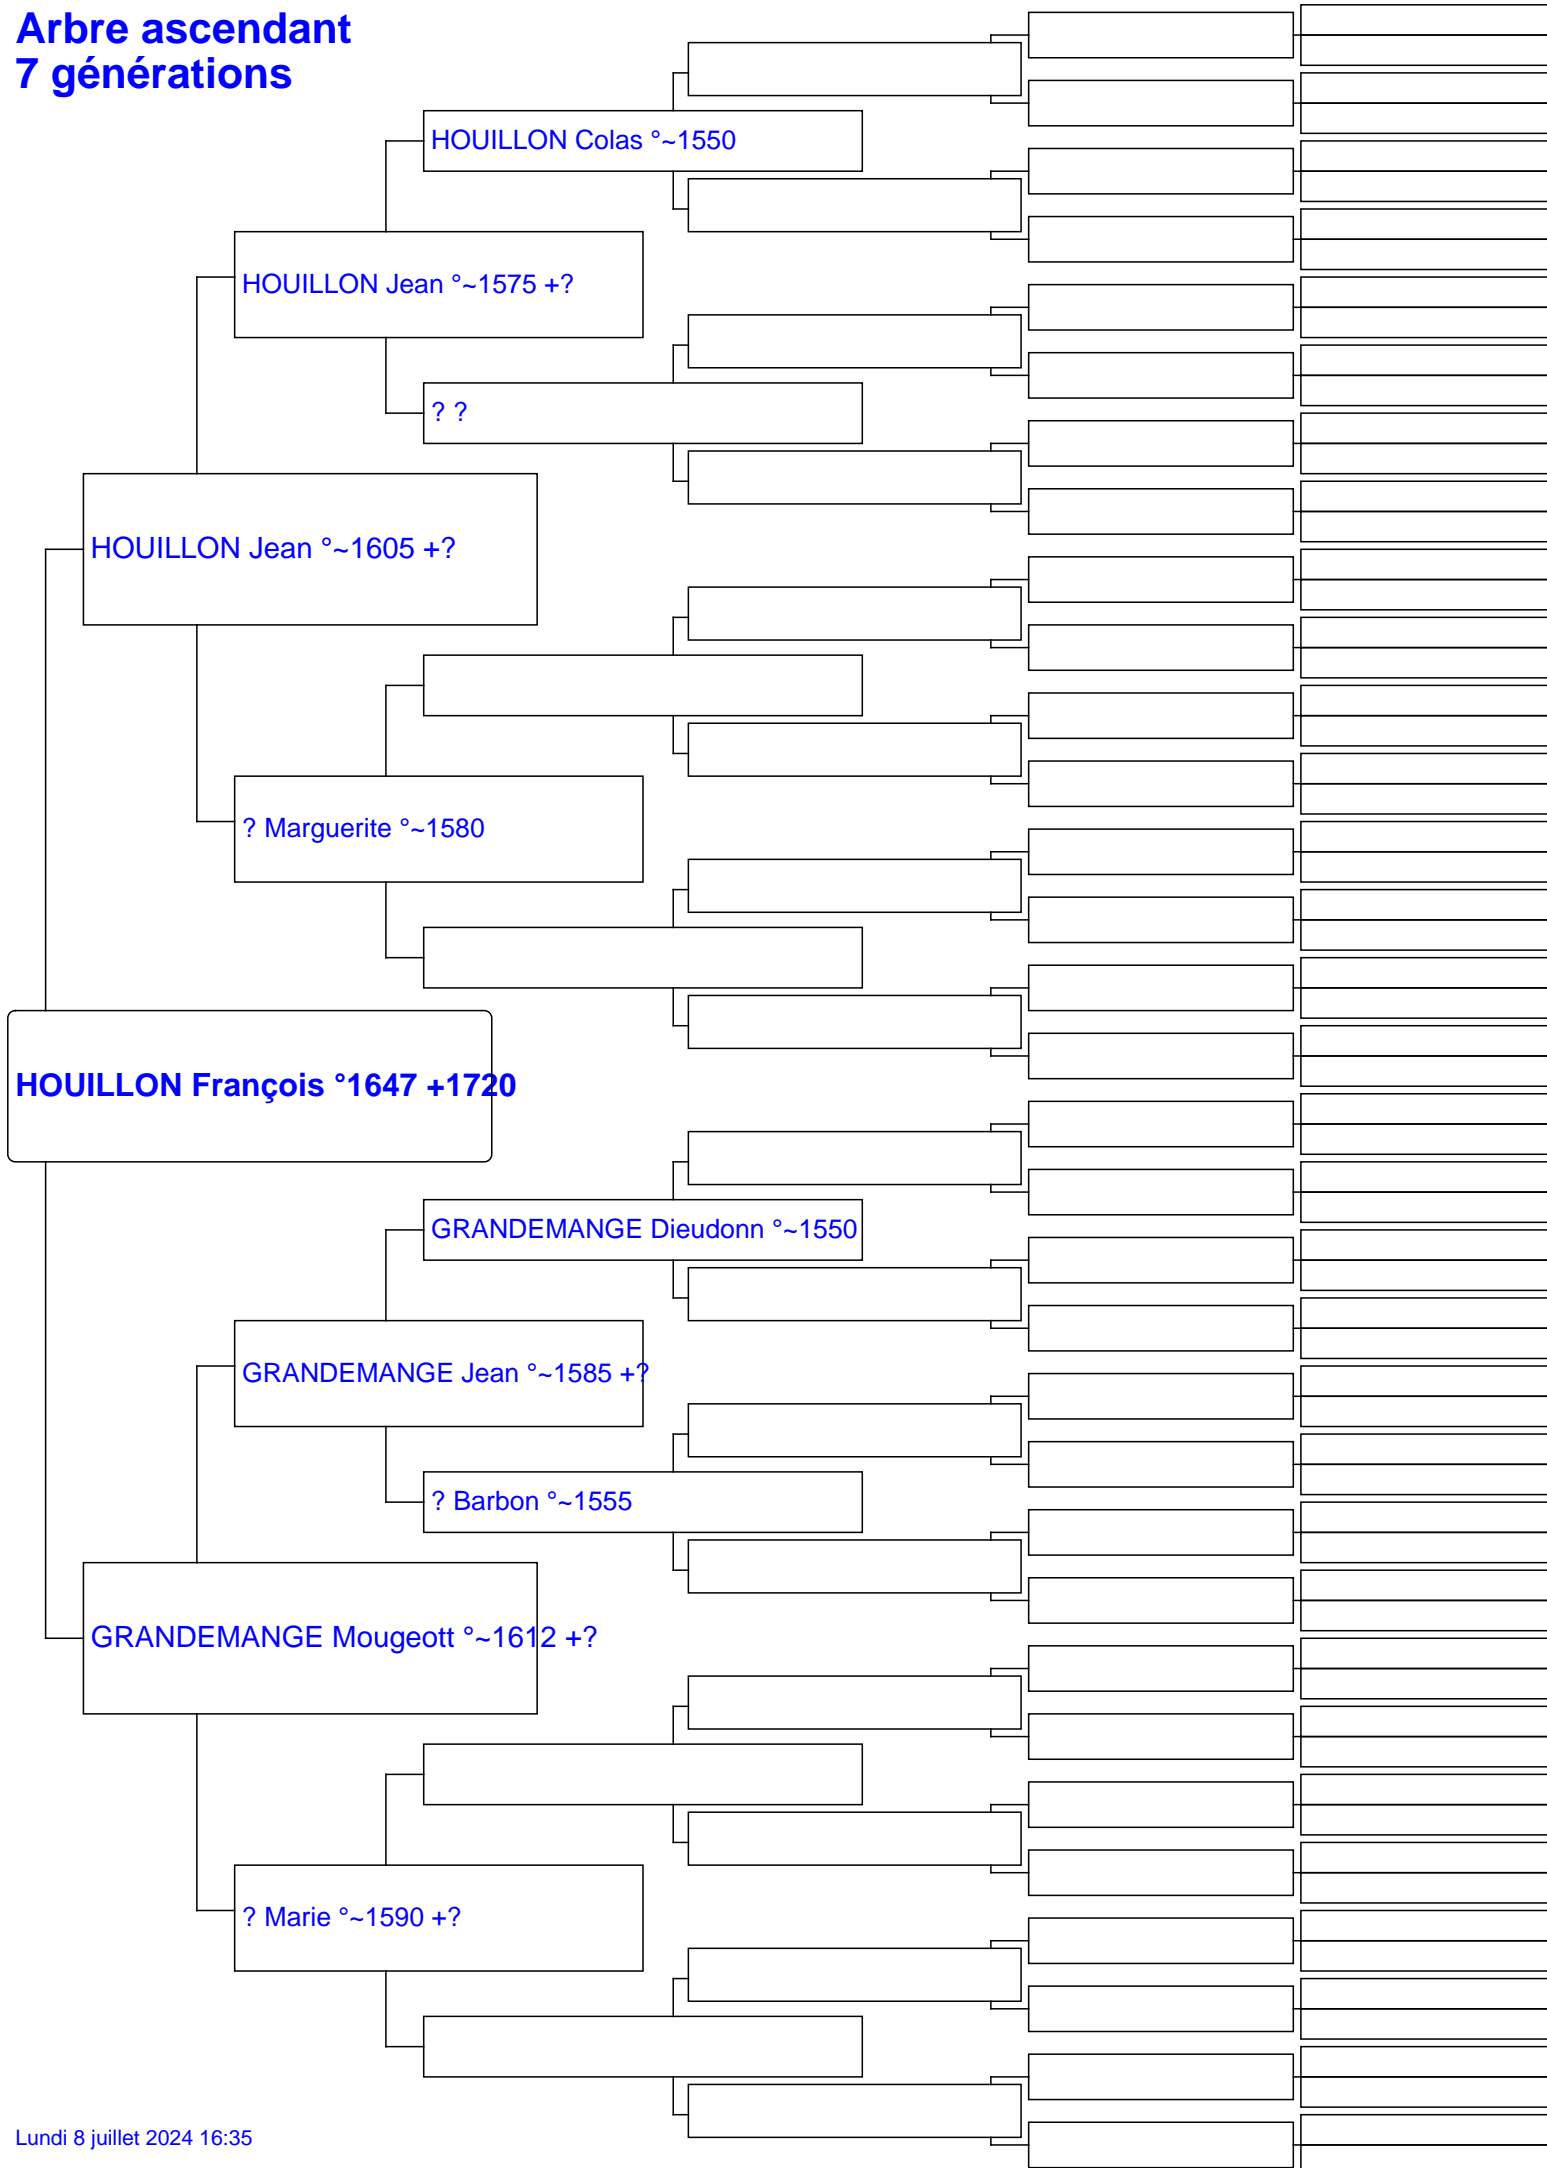 Arbre ascendant
7 générations
HOUILLON Colas °~1550
HOUILLON Jean °~1575 +?
? ?
HOUILLON Jean °~1605 +?
? Marguerite °~1580
HOUILLON François °1647 +1720
GRANDEMANGE Dieudonn °~1550
GRANDEMANGE Jean °~1585 +?
? Barbon °~1555
GRANDEMANGE Mougeott °~1612 +?
? Marie °~1590 +?
Lundi 8 juillet 2024 16:35